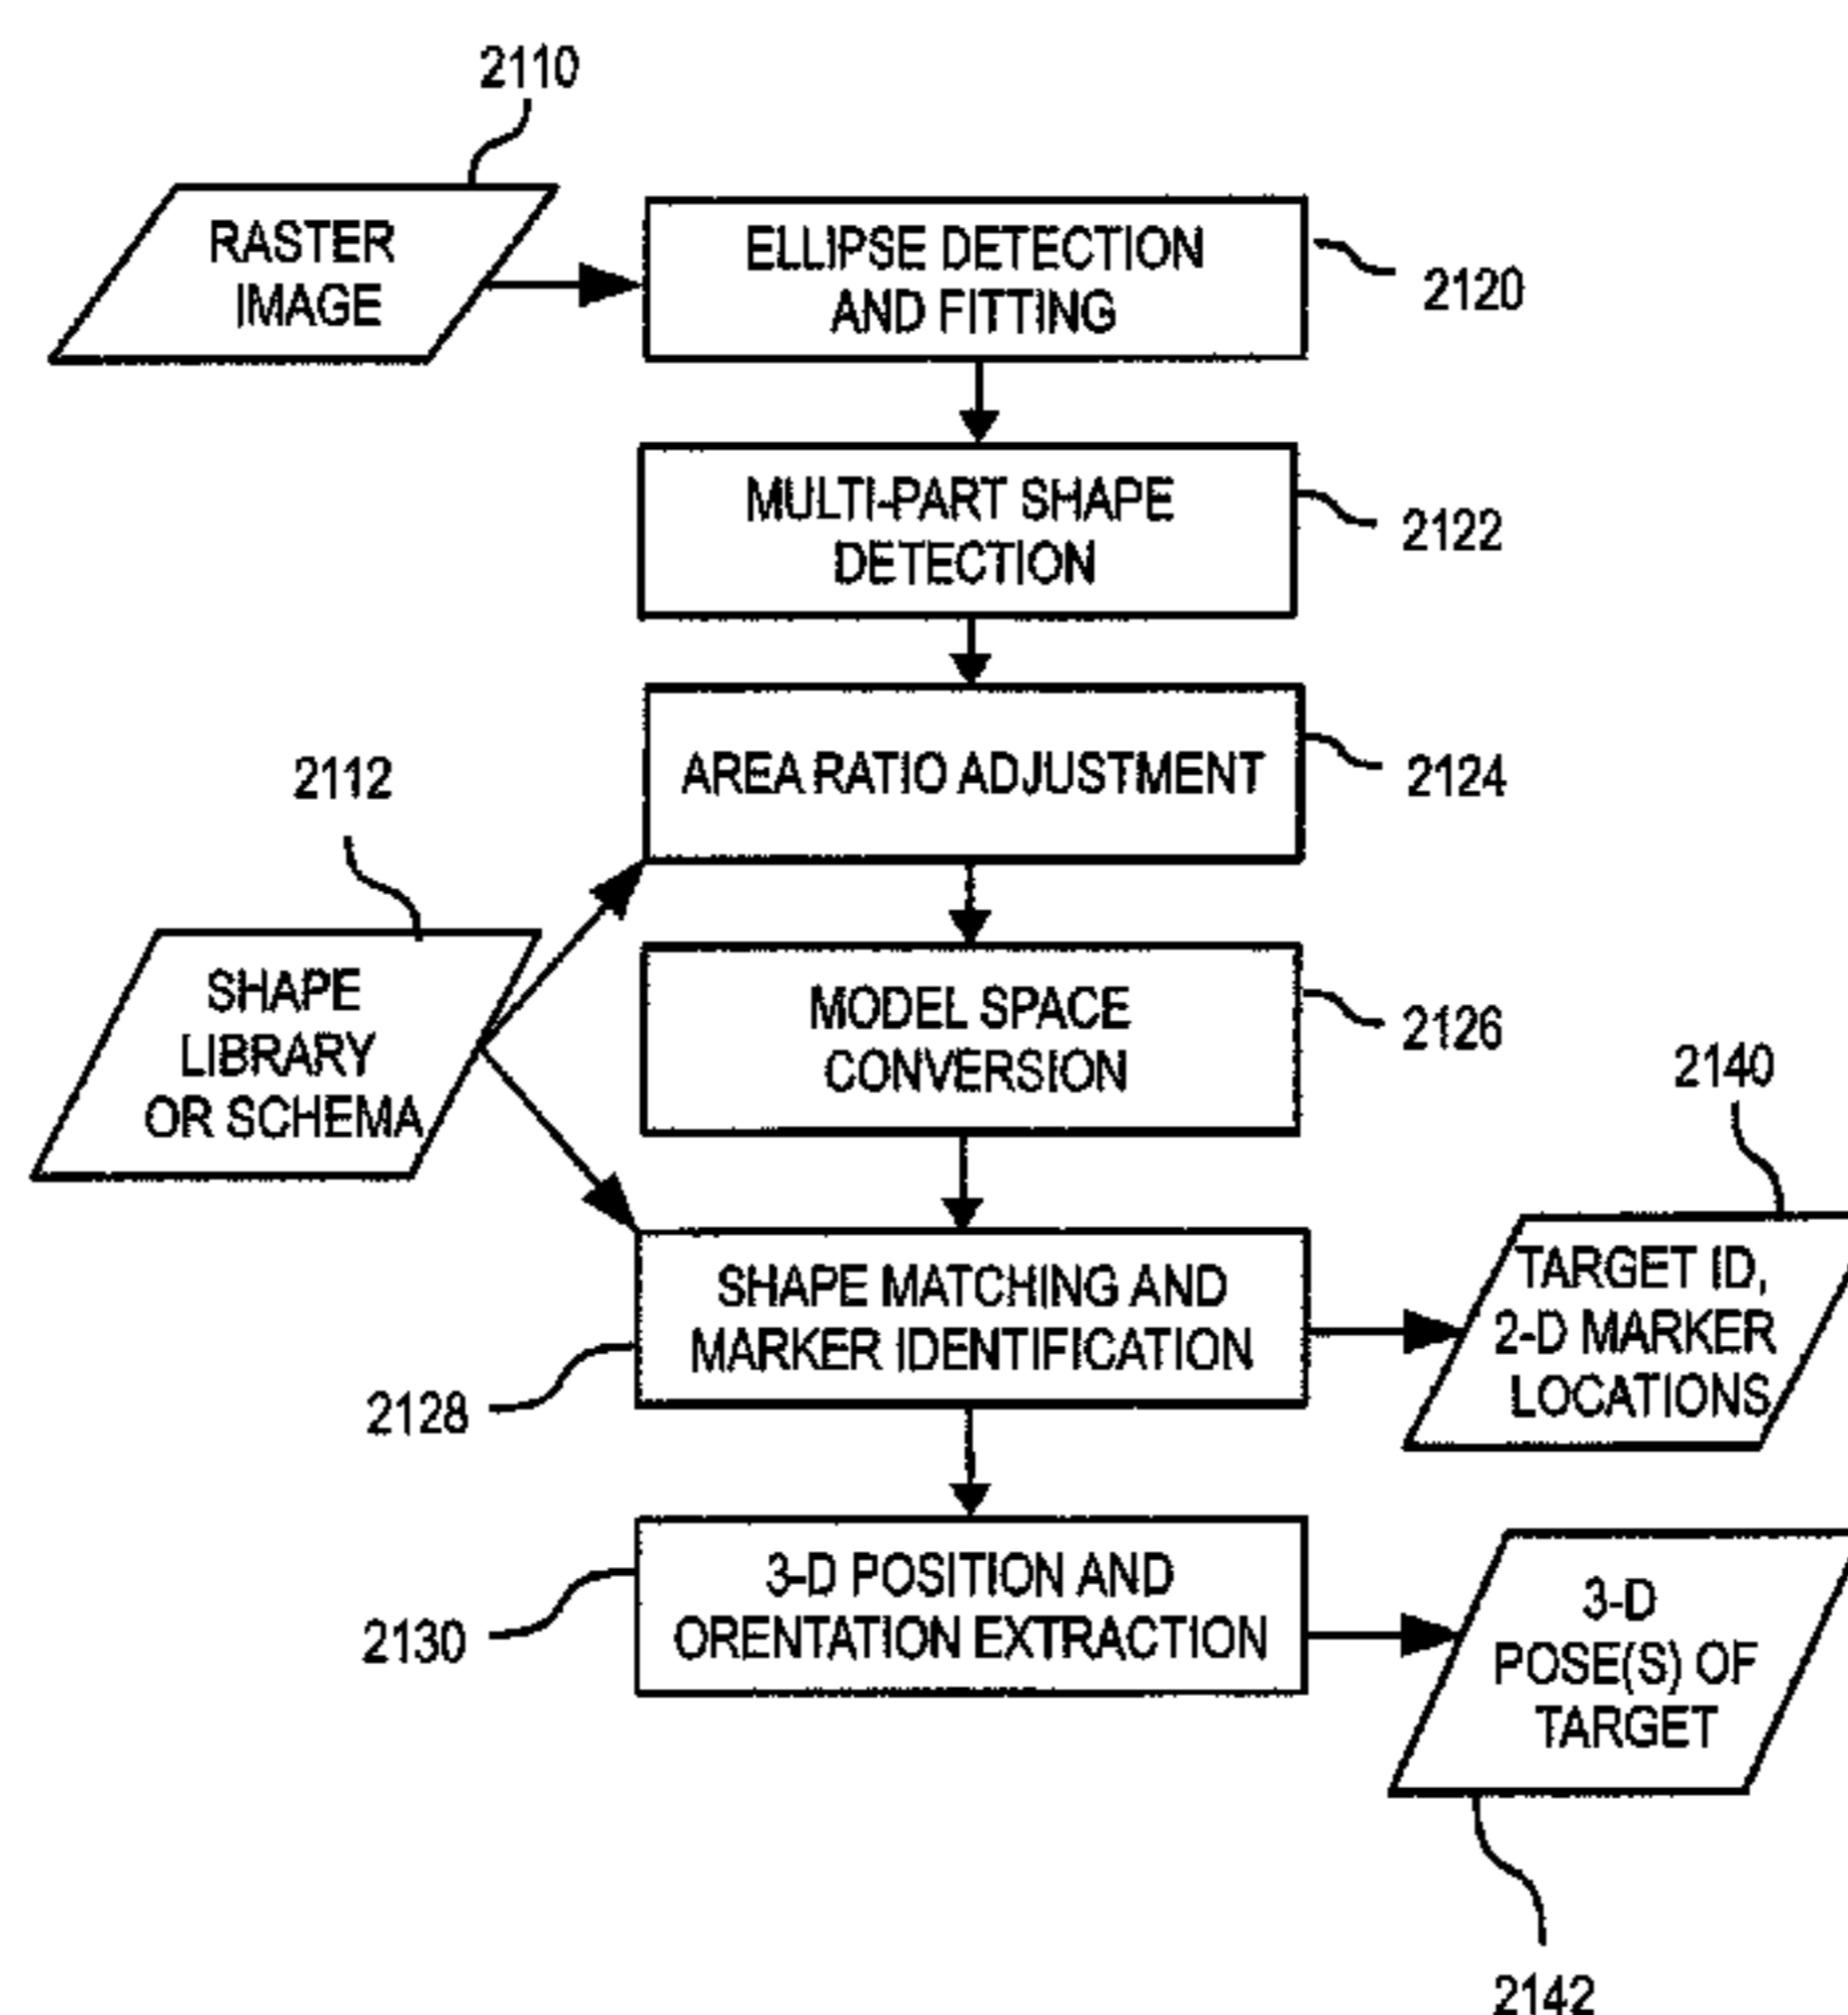 2110
RASTER
IMAGE
ELLIPSE DETECTION
AND FITTING
2120
MULTI-PART SHAPE
DETECTION
2122
AREA RATIO ADJUSTMENT
2124
2112
SHAPE
LIBRARY
OR SCHEMA
MODEL SPACE
CONVERSION
2126
2140
SHAPE MATCHING AND
MARKER IDENTIFICATION
2128
TARGET ID,
2-D MARKER
LOCATIONS
3-D POSITION AND
ORENTATION EXTRACTION
2130
3-D
POSE(S) OF
TARGET
2142